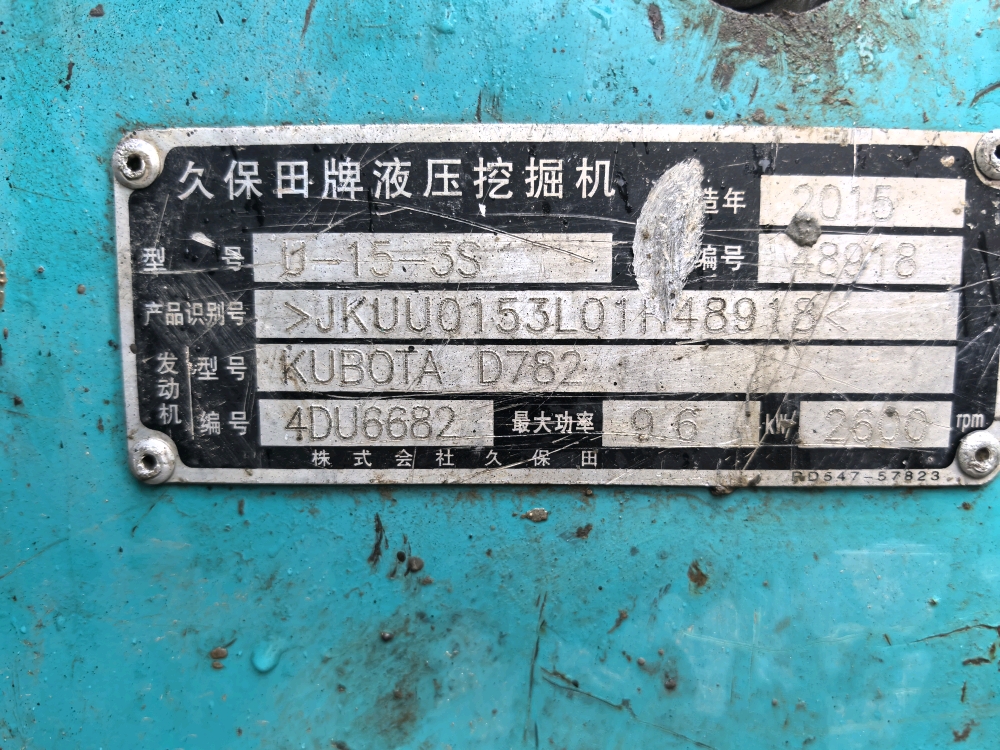 久保田牌液压挖掘机
造年 2015
型号 U-15-3S
编号 48918
产品识别号 >JKUU0153L01H48918<
发动机 型号 KUBOTA D782
编号 4DU6682 最大功率 9.6 kW/ 2600 rpm
株式会社久保田
RD547-57823